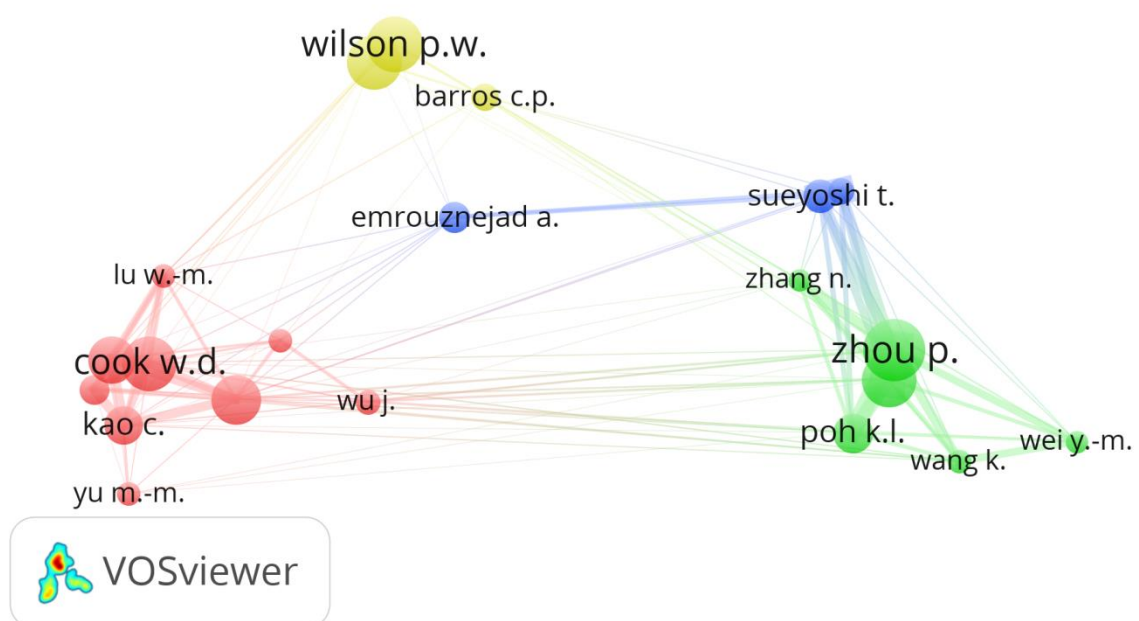 wilson p.w.
barros c.p.
sueyoshi t.
emrouznejad a.
lu w.-m.
zhang n.
cook w.d.
zhou p.
wu j.
kao c.
poh k.l.
wei y.-m.
wang k.
yu m.-m.
VOSviewer